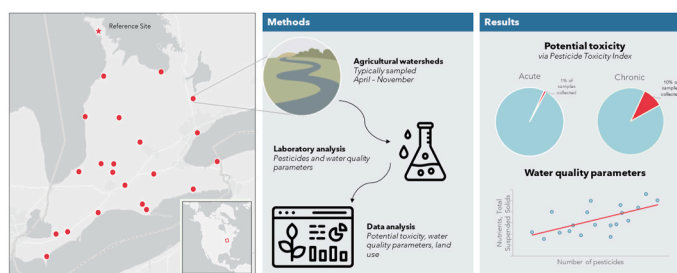 Reference Site
Methods
Agricultural watersheds
Typically sampled
April – November
Laboratory analysis
Pesticides and water quality
parameters
Data analysis
Potential toxicity, water
quality parameters, land
use
Results
Potential toxicity
via Pesticide Toxicity Index
Acute
1% of
samples
collected
Chronic
10% of
samples
collected
Water quality parameters
Nutrients, Total
Suspended Solids
Number of pesticides